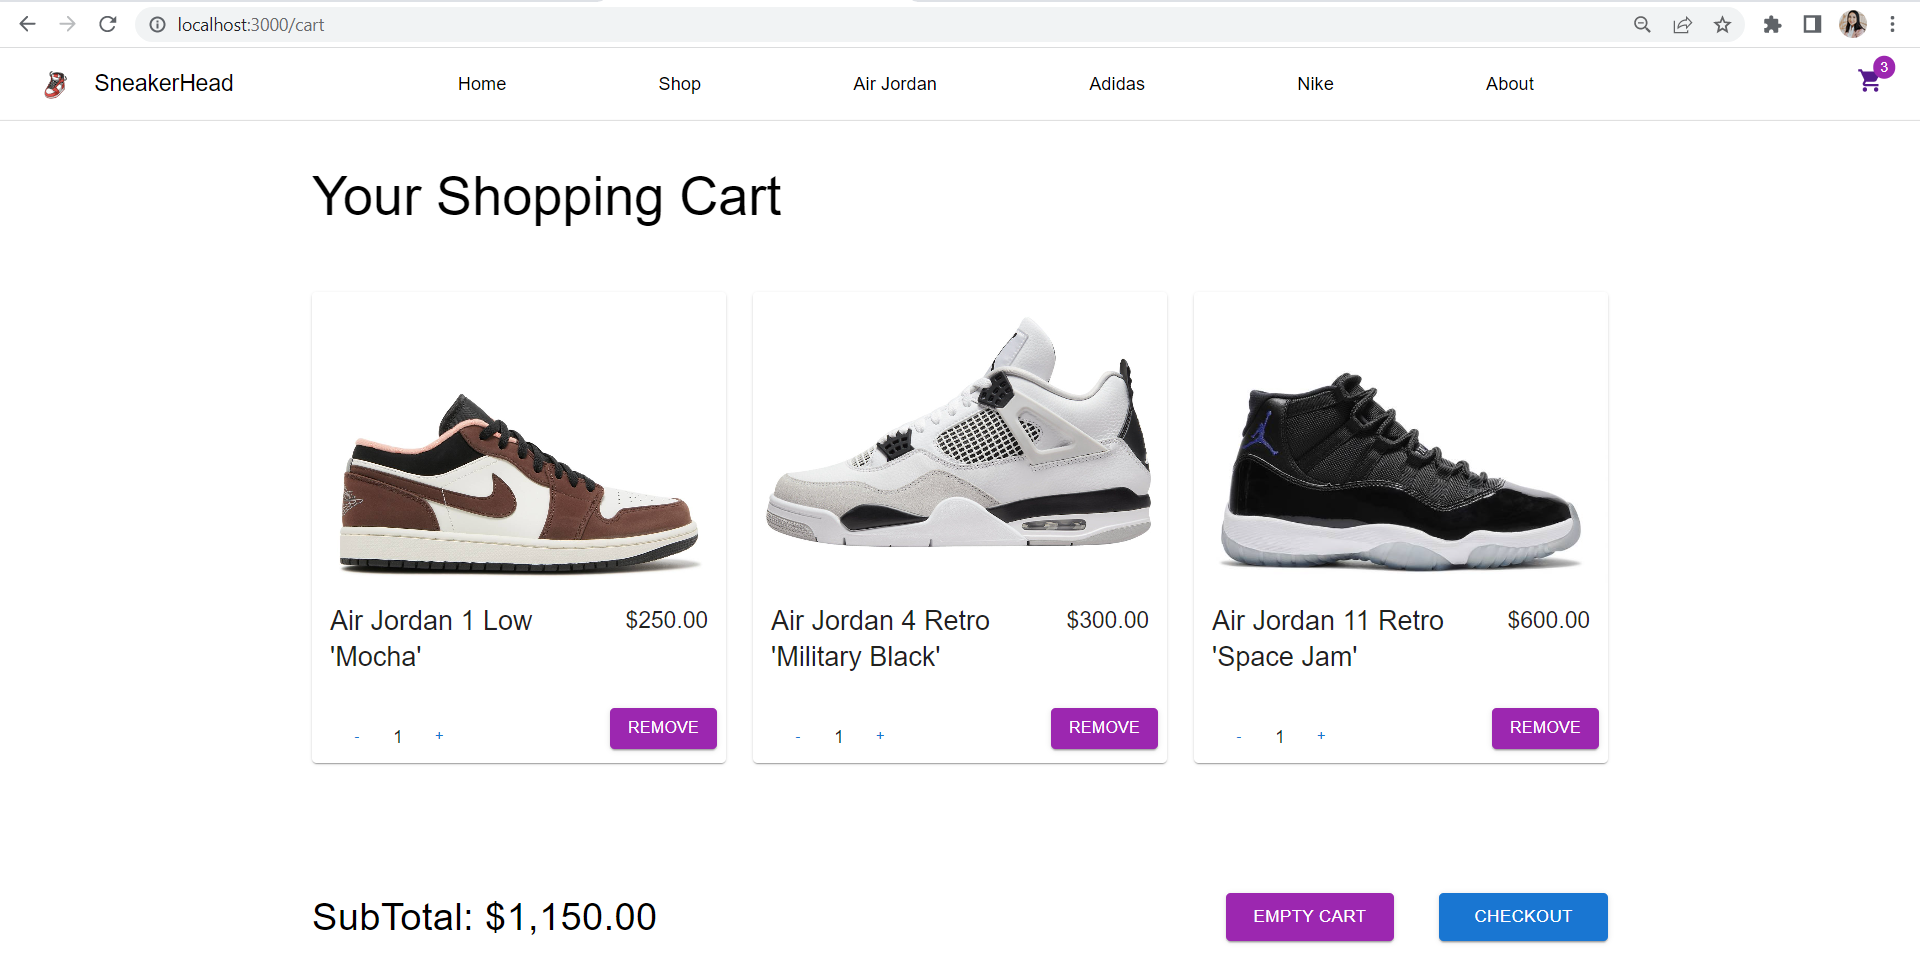 localhost:3000/cart
SneakerHead
Home
Shop
Air Jordan
Adidas
Nike
About
3
Your Shopping Cart
Air Jordan 1 Low
'Mocha'
$250.00
- 1 +
REMOVE
Air Jordan 4 Retro
'Military Black'
$300.00
- 1 +
REMOVE
Air Jordan 11 Retro
'Space Jam'
$600.00
- 1 +
REMOVE
SubTotal: $1,150.00
EMPTY CART
CHECKOUT